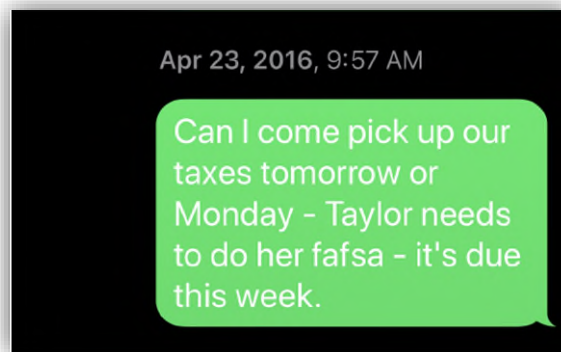 Apr 23, 2016, 9:57 AM
Can I come pick up our
taxes tomorrow or
Monday - Taylor needs
to do her fafsa - it's due
this week.